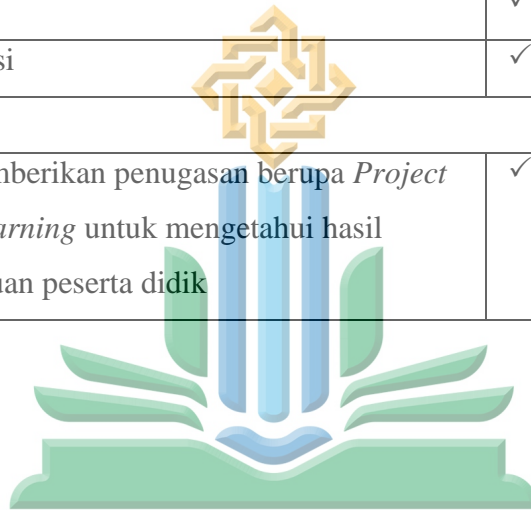 ✓
si ✓
mberikan penugasan berupa Project ✓
arning untuk mengetahui hasil
uan peserta didik